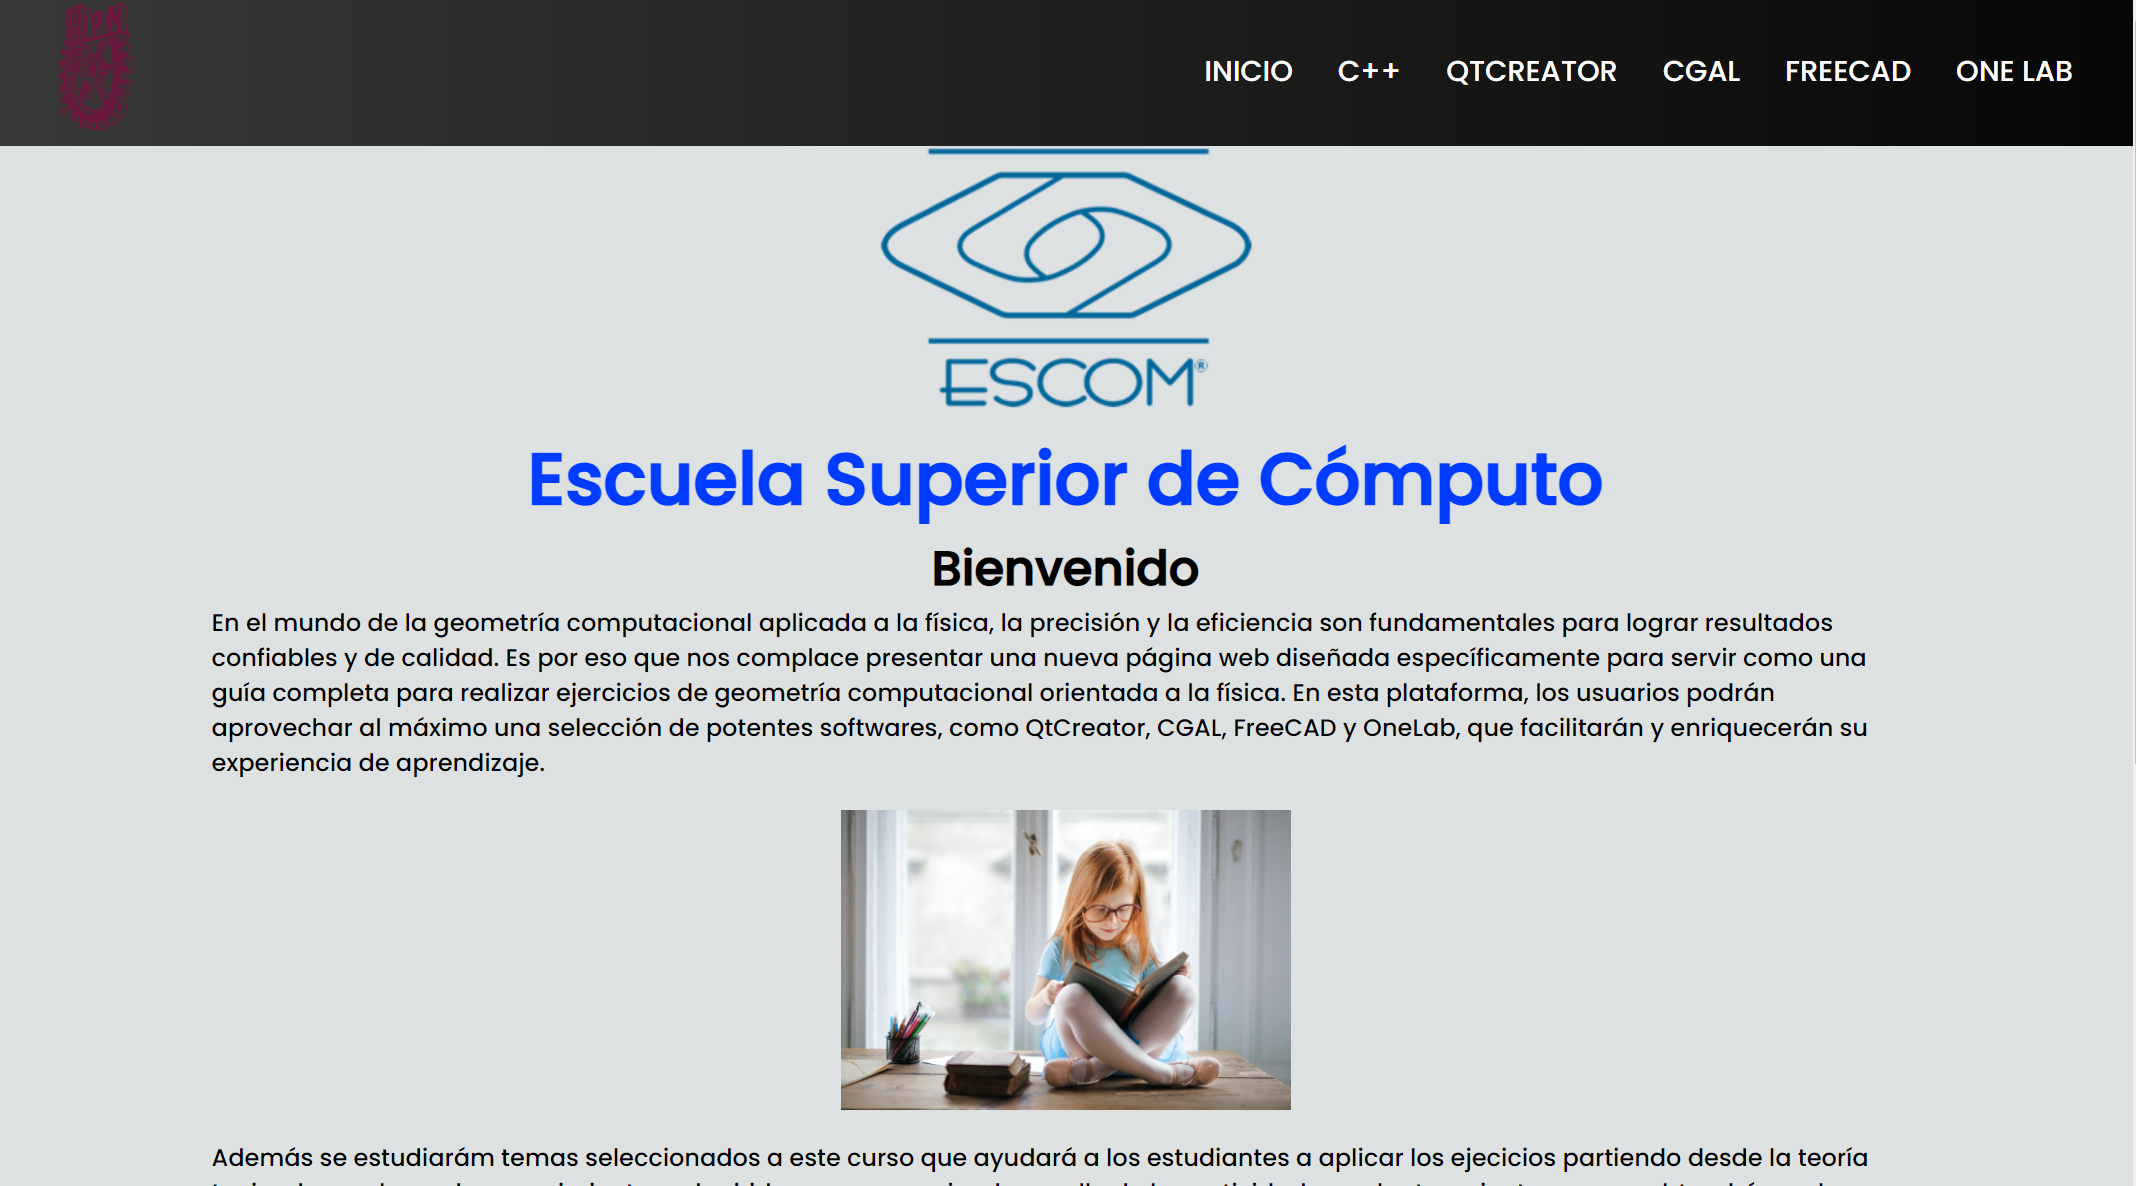 INICIO C++ QTCREATOR CGAL FREECAD ONE LAB
ESCOM®
Escuela Superior de Cómputo
Bienvenido
En el mundo de la geometría computacional aplicada a la física, la precisión y la eficiencia son fundamentales para lograr resultados
confiables y de calidad. Es por eso que nos complace presentar una nueva página web diseñada específicamente para servir como una
guía completa para realizar ejercicios de geometría computacional orientada a la física. En esta plataforma, los usuarios podrán
aprovechar al máximo una selección de potentes softwares, como QtCreator, CGAL, FreeCAD y OneLab, que facilitarán y enriquecerán su
experiencia de aprendizaje.
Además se estudiarám temas seleccionados a este curso que ayudará a los estudiantes a aplicar los ejecicios partiendo desde la teoría